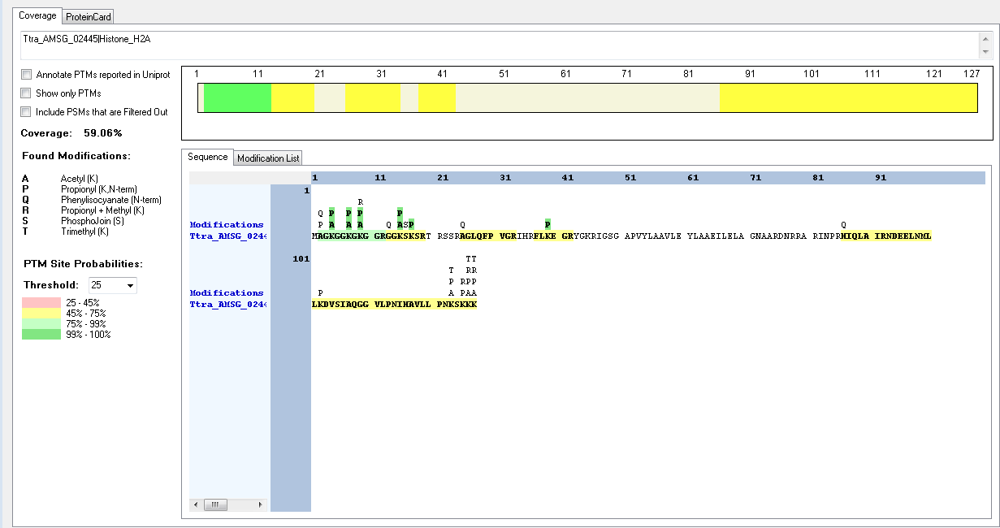 Coverage ProteinCard
Ttra_AMSG_02445|Histone_H2A
Annotate PTMs reported in Uniprot
Show only PTMs
Include PSMs that are Filtered Out
Coverage: 59.06%
Found Modifications:
A Acetyl (K)
P Propionyl (K,N-term)
Q Phenylisocyanate (N-term)
R Propionyl + Methyl (K)
S PhosphoJoin (S)
T Trimethyl (K)
PTM Site Probabilities:
Threshold: 25
25 - 45%
45% - 75%
75% - 99%
99% - 100%
1 11 21 31 41 51 61 71 81 91 101 111 121 127
Sequence Modification List
1 11 21 31 41 51 61 71 81 91
1
R
Q P P P P
Modifications P A A A Q ASP Q P Q
Ttra_AMSG_024 MAGKGGKGKG GRGGKSKSRT RSSRAGLQFP VGRIHRFLKE GRYGKRIGSG APVYLAAVLE YLAAEILELA GNAARDNRRA RINPRHIQLA IRNDEELNML
101
TT
T RR
P RPP
Modifications P A PAA
Ttra_AMSG_024 LKDVSIAQGG VLPNIHAVLL PNKSKKK